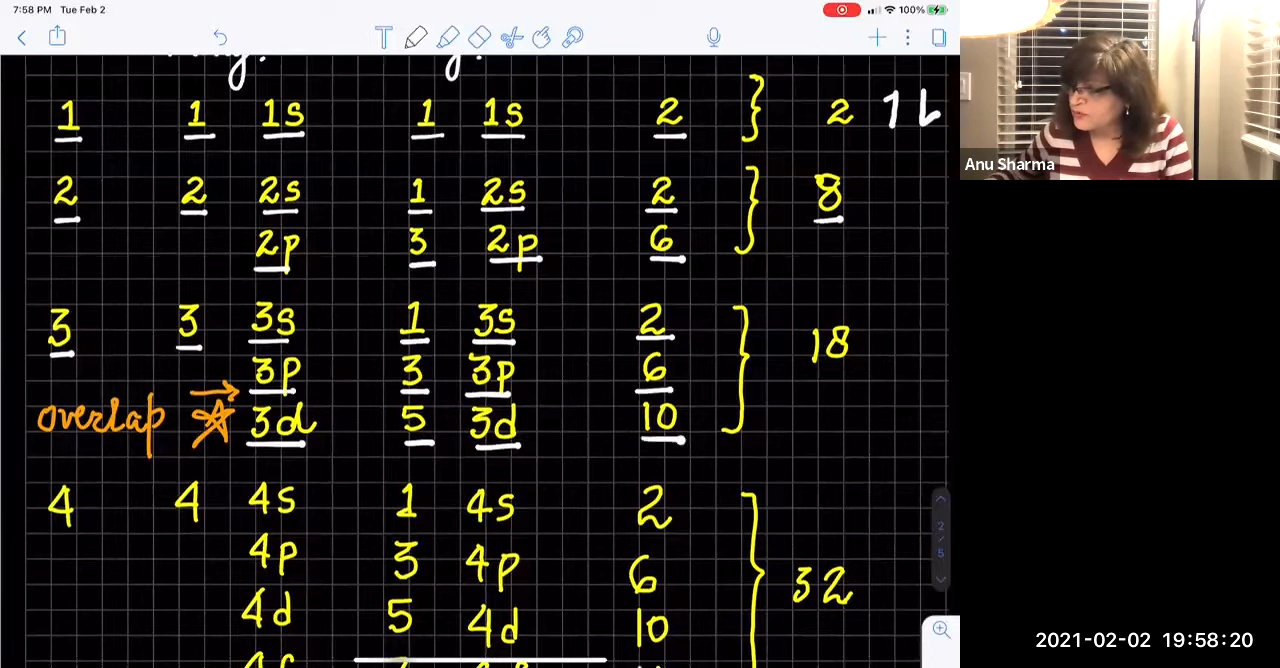 7:58 PM Tue Feb 2
100%
1 1 1s 1 1s 2 } 2
2 2 2s 1 2s 2 } 8
2p 3 2p 6
3 3 3s 1 3s 2 } 18
3p 3 3p 6
overlap → 3d 5 3d 10
4 4 4s 1 4s 2 } 32
4p 3 4p 6
4d 5 4d 10
2
/
5
Anu Sharma
2021-02-02 19:58:20